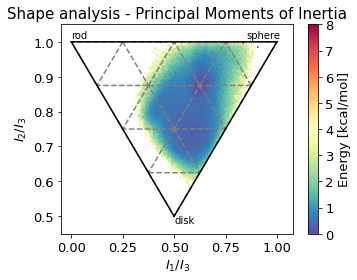 Shape analysis - Principal Moments of Inertia
rod
sphere
disk
1.0
0.9
0.8
0.7
0.6
0.5
I₂/I₃
0.00
0.25
0.50
0.75
1.00
I₁/I₃
8
7
6
5
4
3
2
1
0
Energy [kcal/mol]